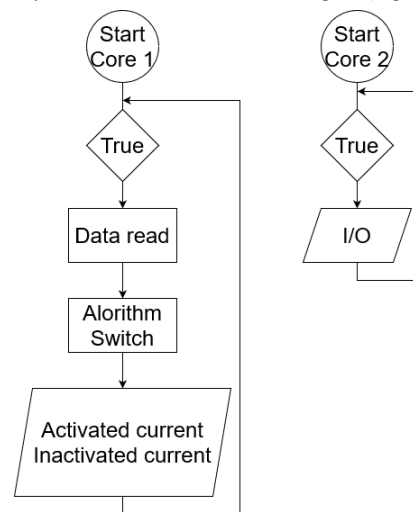 Start
Core 1
True
Data read
Alorithm
Switch
Activated current
Inactivated current
Start
Core 2
True
I/O